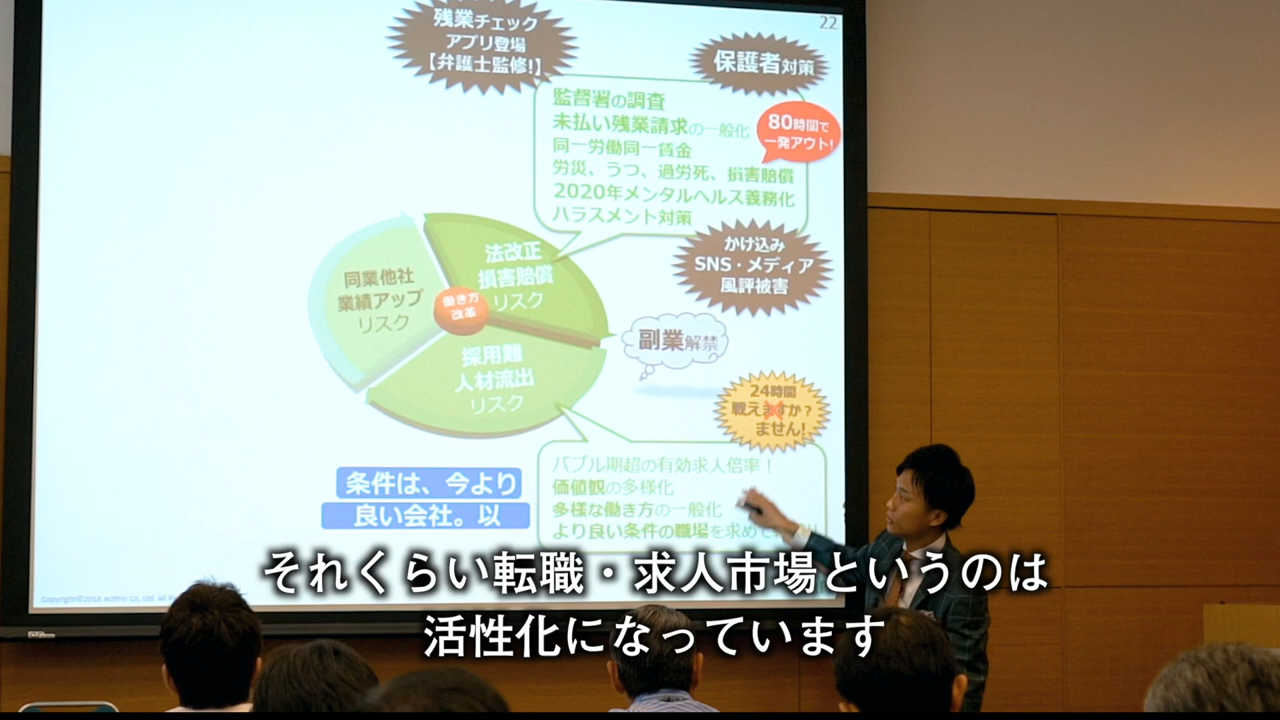 22
残業チェック
アプリ登場
【弁護士監修!】
保護者対策
監督署の調査
未払い残業請求の一般化
同一労働同一賃金
労災、うつ、過労死、損害賠償
2020年メンタルヘルス義務化
ハラスメント対策
80時間で
一発アウト!
かけ込み
SNS・メディア
風評被害
法改正
損害賠償
リスク
同業他社
業績アップ
リスク
働き方
改革
採用難
人材流出
リスク
副業解禁
24時間
戦えますか?
ません!
バブル期超の有効求人倍率!
価値観の多様化
多様な働き方の一般化
より良い条件の職場を求めて
条件は、今より
良い会社。以
それくらい転職・求人市場というのは
活性化になっています
Copyright©2018 ActPro Co., Ltd. All